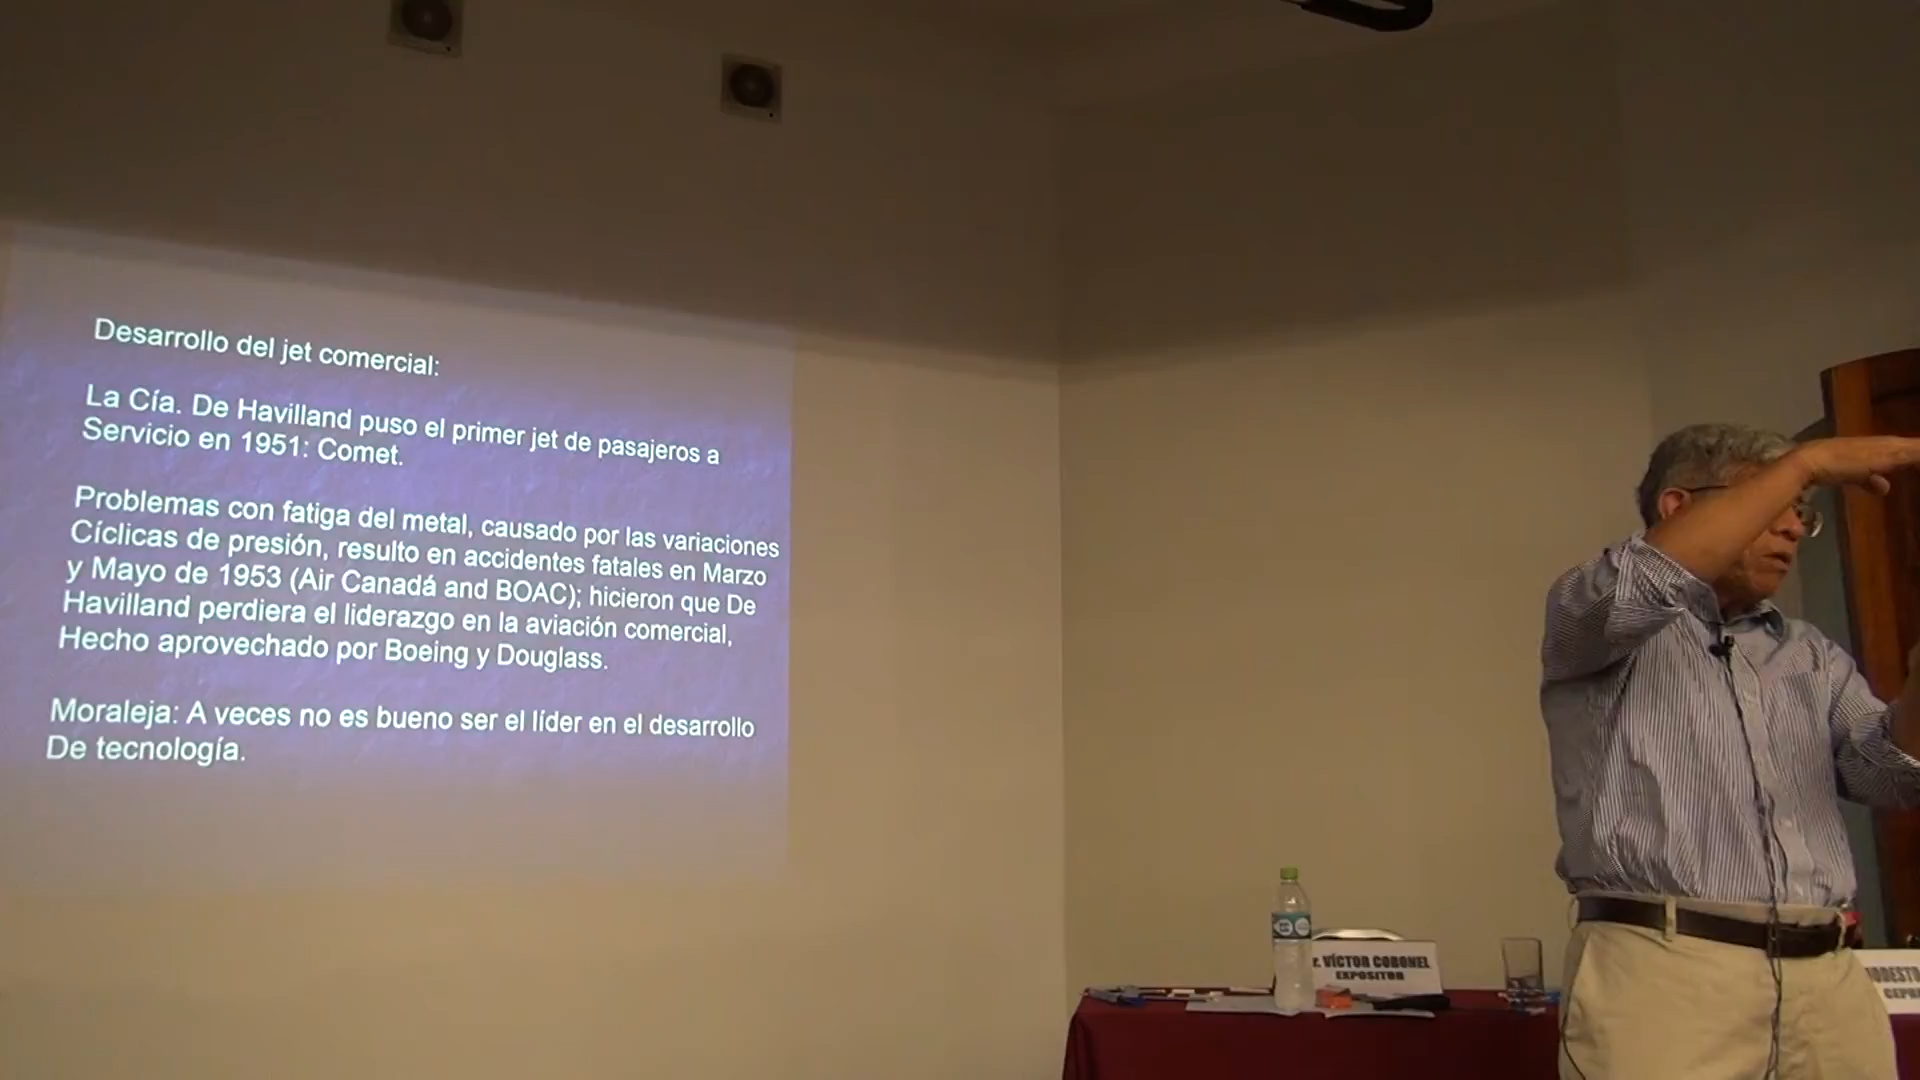 Desarrollo del jet comercial:
La Cía. De Havilland puso el primer jet de pasajeros a
Servicio en 1951: Comet.
Problemas con fatiga del metal, causado por las variaciones
Cíclicas de presión, resulto en accidentes fatales en Marzo
y Mayo de 1953 (Air Canadá and BOAC); hicieron que De
Havilland perdiera el liderazgo en la aviación comercial,
Hecho aprovechado por Boeing y Douglass.
Moraleja: A veces no es bueno ser el líder en el desarrollo
De tecnología.
r. VÍCTOR CORONEL
EXPOSITOR